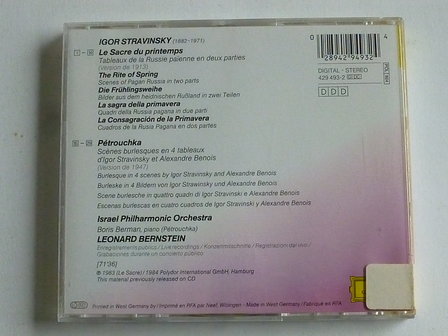 IGOR STRAVINSKY (1882-1971)
Le Sacre du printemps
Tableaux de la Russie païenne en deux parties
(Version de 1913)
The Rite of Spring
Scenes of Pagan Russia in two parts
Die Frühlingsweihe
Bilder aus dem heidnischen Rußland in zwei Teilen
La sagra della primavera
Quadri della Russia pagana in due parti
La Consagración de la Primavera
Cuadros de la Rusia Pagana en dos partes
Pétrouchka
Scènes burlesques en 4 tableaux
d'Igor Stravinsky et Alexandre Benois
(Version de 1947)
Burlesque in 4 scenes by Igor Stravinsky and Alexandre Benois
Burleske in 4 Bildern von Igor Strawinsky und Alexandre Benois
Scene burlesche in quattro quadri di Igor Stravinsky e Alexandre Benois
Escenas burlescas en cuatro cuadros de Igor Stravinsky y Alexandre Benois
Israel Philharmonic Orchestra
Boris Berman, piano (Pétrouchka)
LEONARD BERNSTEIN
Enregistrements publics / Live recordings / Konzertmitschnitte / Registrazioni dal vivo /
Grabaciones durante un concierto público
[71'36]
℗ 1983 (Le Sacre) / 1984 Polydor International GmbH, Hamburg
This material previously released on CD
Printed in West Germany by / Imprimé en RFA par Neef, Wittingen · Made in West Germany / Fabriqué en RFA
0 28942 94932 4
DIGITAL · STEREO
429 493-2
DDD